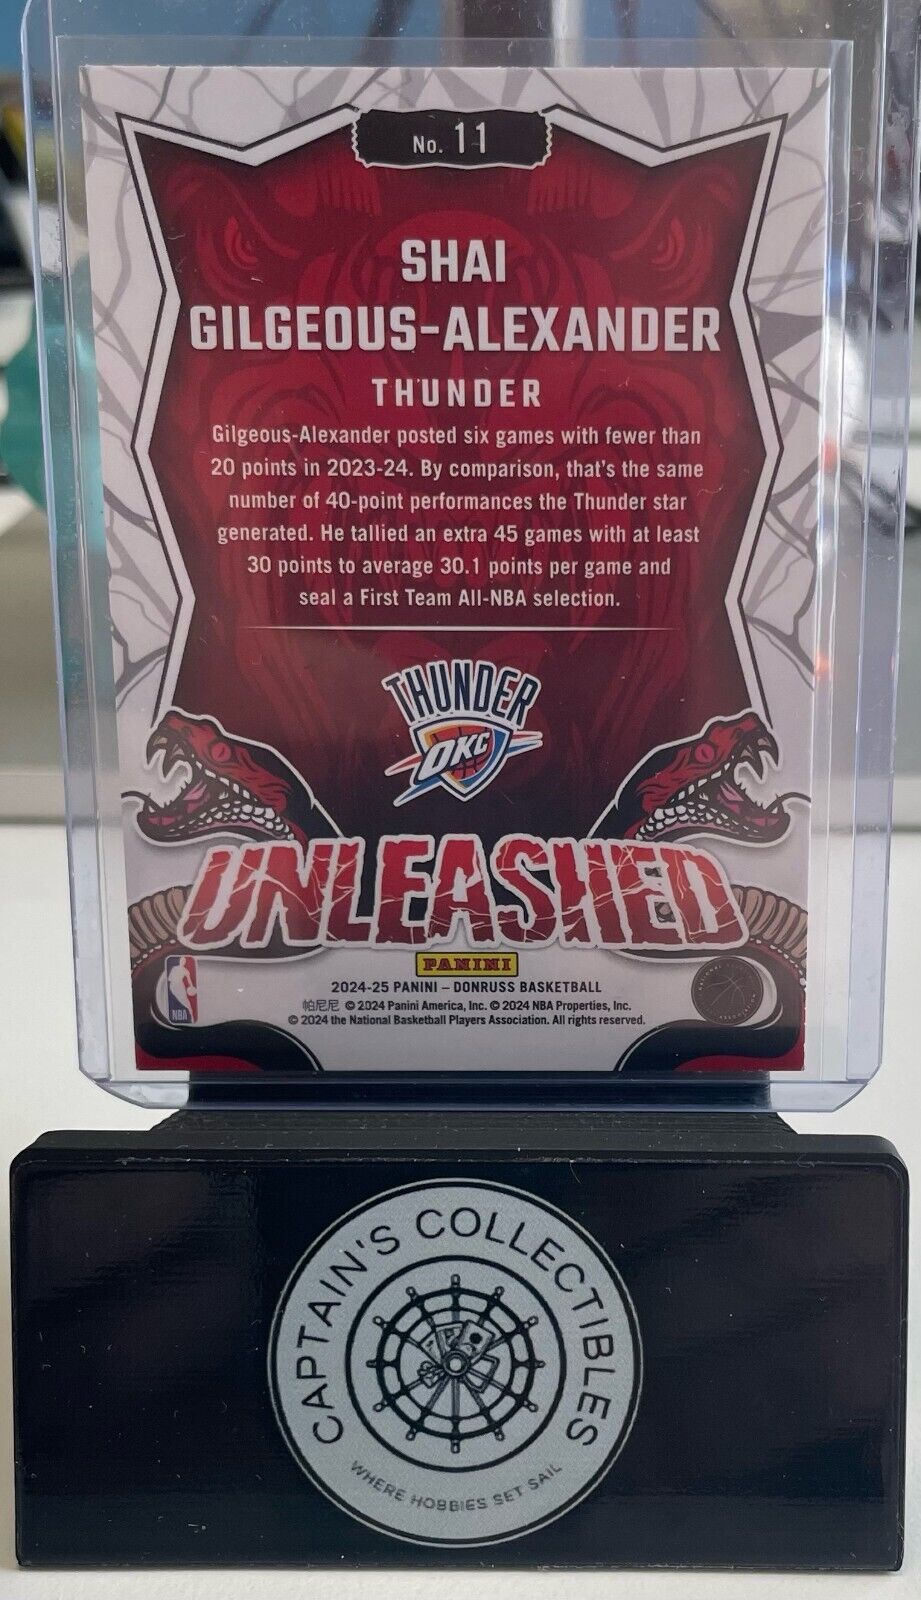 No. 11
SHAI
GILGEOUS-ALEXANDER
THUNDER
Gilgeous-Alexander posted six games with fewer than
20 points in 2023-24. By comparison, that's the same
number of 40-point performances the Thunder star
generated. He tallied an extra 45 games with at least
30 points to average 30.1 points per game and
seal a First Team All-NBA selection.
THUNDER
OKC
UNLEASHED
PANINI
NBA
2024-25 PANINI – DONRUSS BASKETBALL
帕尼尼 © 2024 Panini America, Inc. © 2024 NBA Properties, Inc.
© 2024 the National Basketball Players Association. All rights reserved.
CAPTAIN'S COLLECTIBLES
WHERE HOBBIES SET SAIL